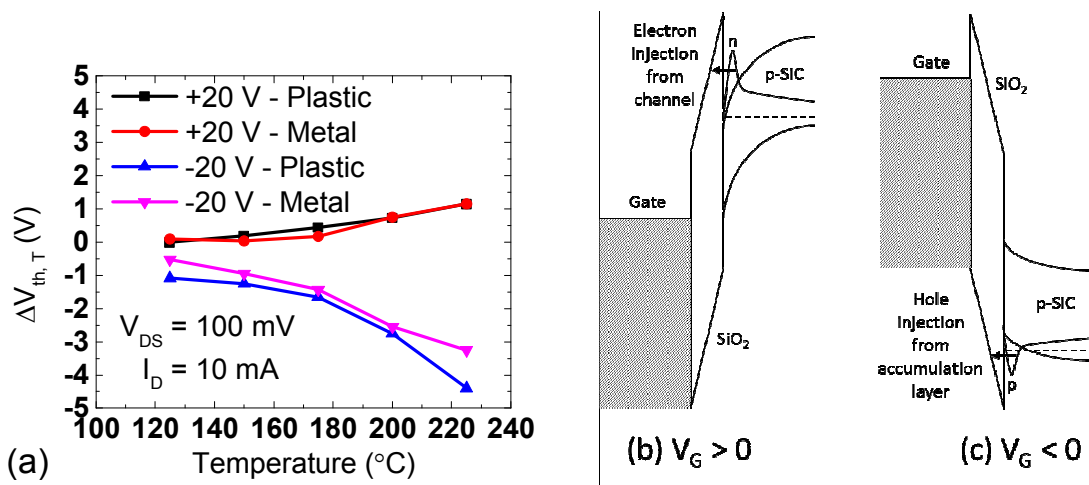 5
4
3
2
1
0
-1
-2
-3
-4
-5
ΔV_th, T (V)
+20 V - Plastic
+20 V - Metal
-20 V - Plastic
-20 V - Metal
V_DS = 100 mV
I_D = 10 mA
100 120 140 160 180 200 220 240
Temperature (°C)
(a)
Electron
injection
from
channel
n
p-SIC
Gate
SiO₂
(b) V_G > 0
Gate
SIO₂
p-SIC
Hole
injection
from
accumulation
layer
p
(c) V_G < 0